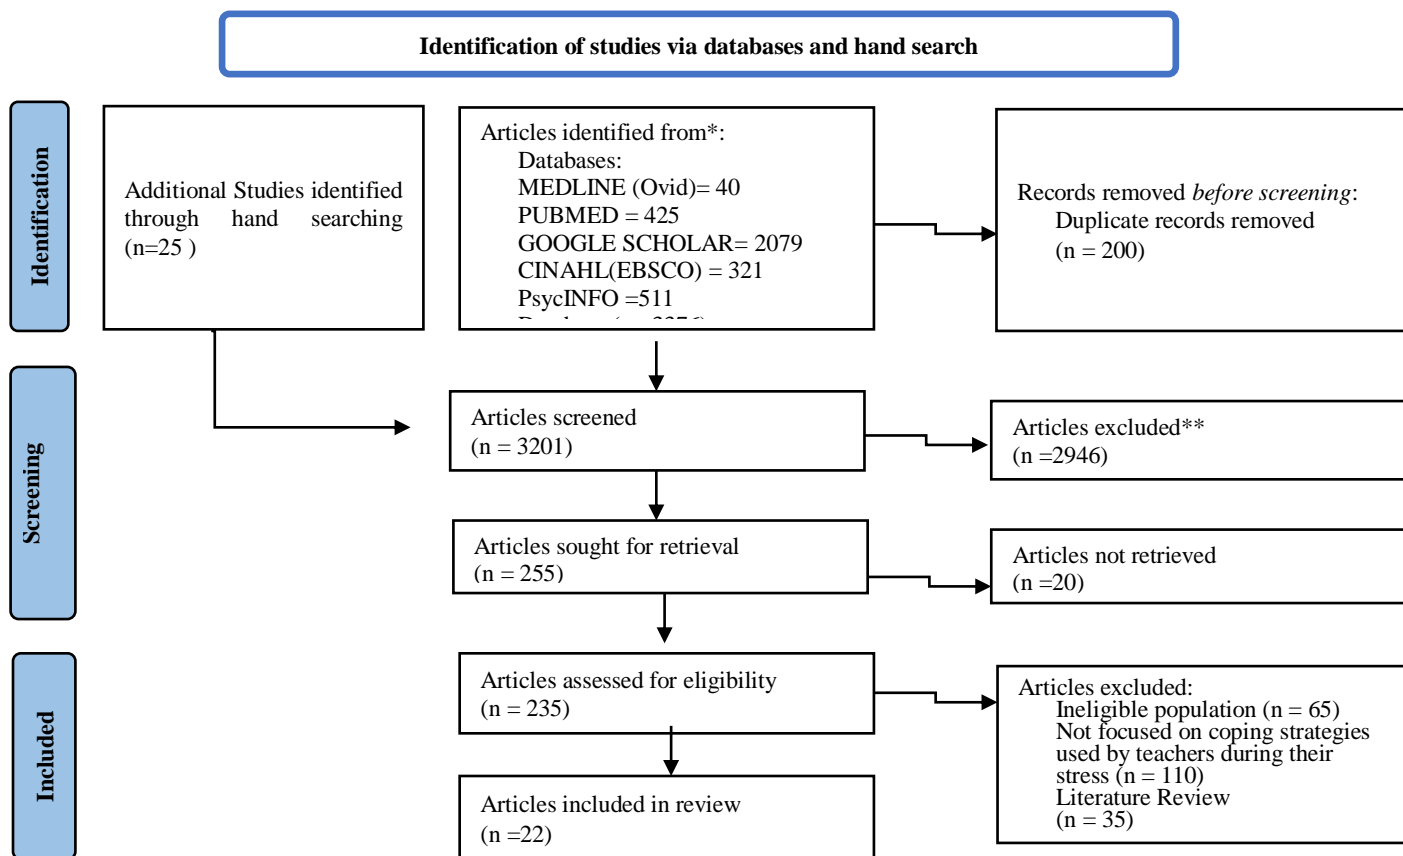 Identification of studies via databases and hand search
Identification
Additional Studies identified
through hand searching
(n=25 )
Articles identified from*:
Databases:
MEDLINE (Ovid)= 40
PUBMED = 425
GOOGLE SCHOLAR= 2079
CINAHL(EBSCO) = 321
PsycINFO =511
Records removed before screening:
Duplicate records removed
(n = 200)
Screening
Articles screened
(n = 3201)
Articles excluded**
(n =2946)
Articles sought for retrieval
(n = 255)
Articles not retrieved
(n =20)
Included
Articles assessed for eligibility
(n = 235)
Articles excluded:
Ineligible population (n = 65)
Not focused on coping strategies
used by teachers during their
stress (n = 110)
Literature Review
(n = 35)
Articles included in review
(n =22)